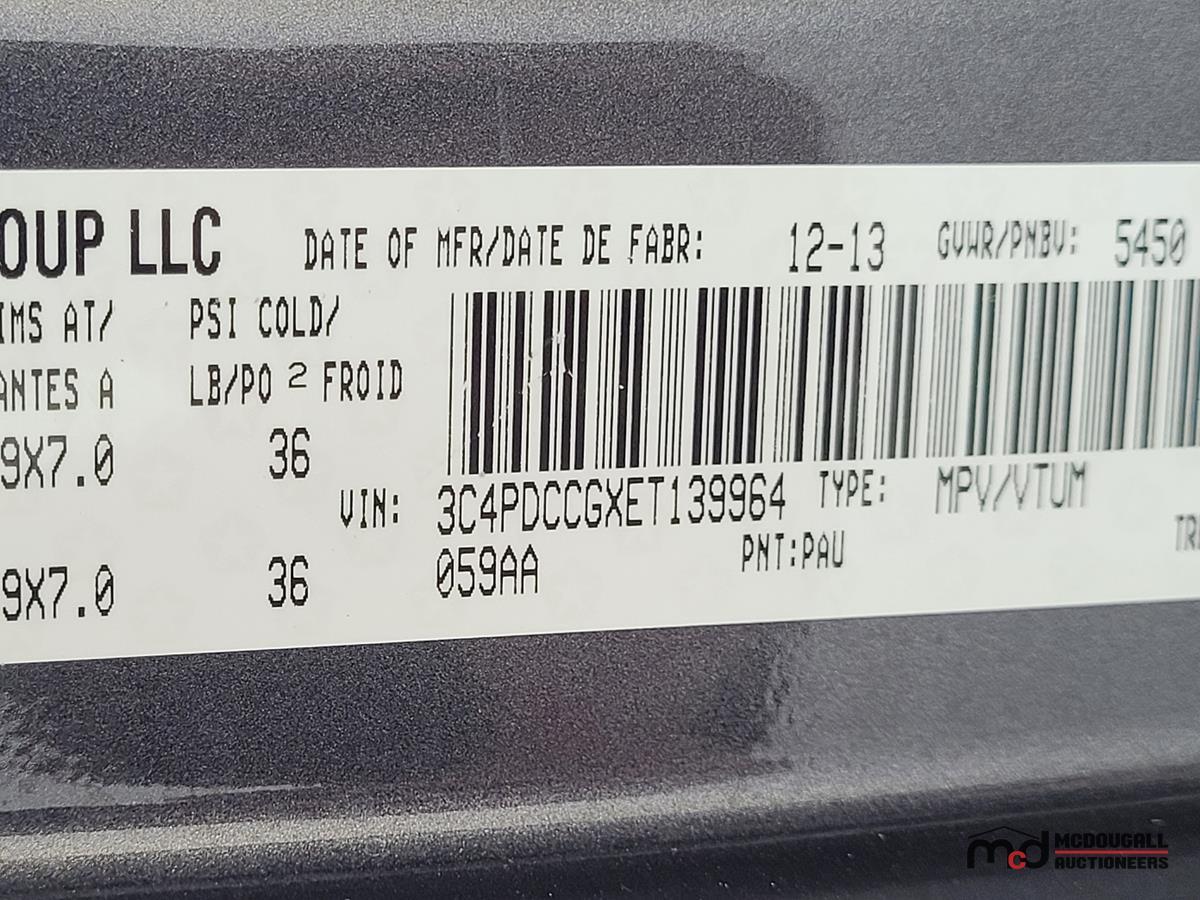 OUP LLC DATE OF MFR/DATE DE FABR: 12-13 GVWR/PNBV: 5450
IMS AT/ PSI COLD/
ANTES A LB/PO 2 FROID
9X7.0 36
VIN: 3C4PDCCGXET139964 TYPE: MPV/VTUM
9X7.0 36 059AA PNT:PAU TR
mcd MCDOUGALL
AUCTIONEERS